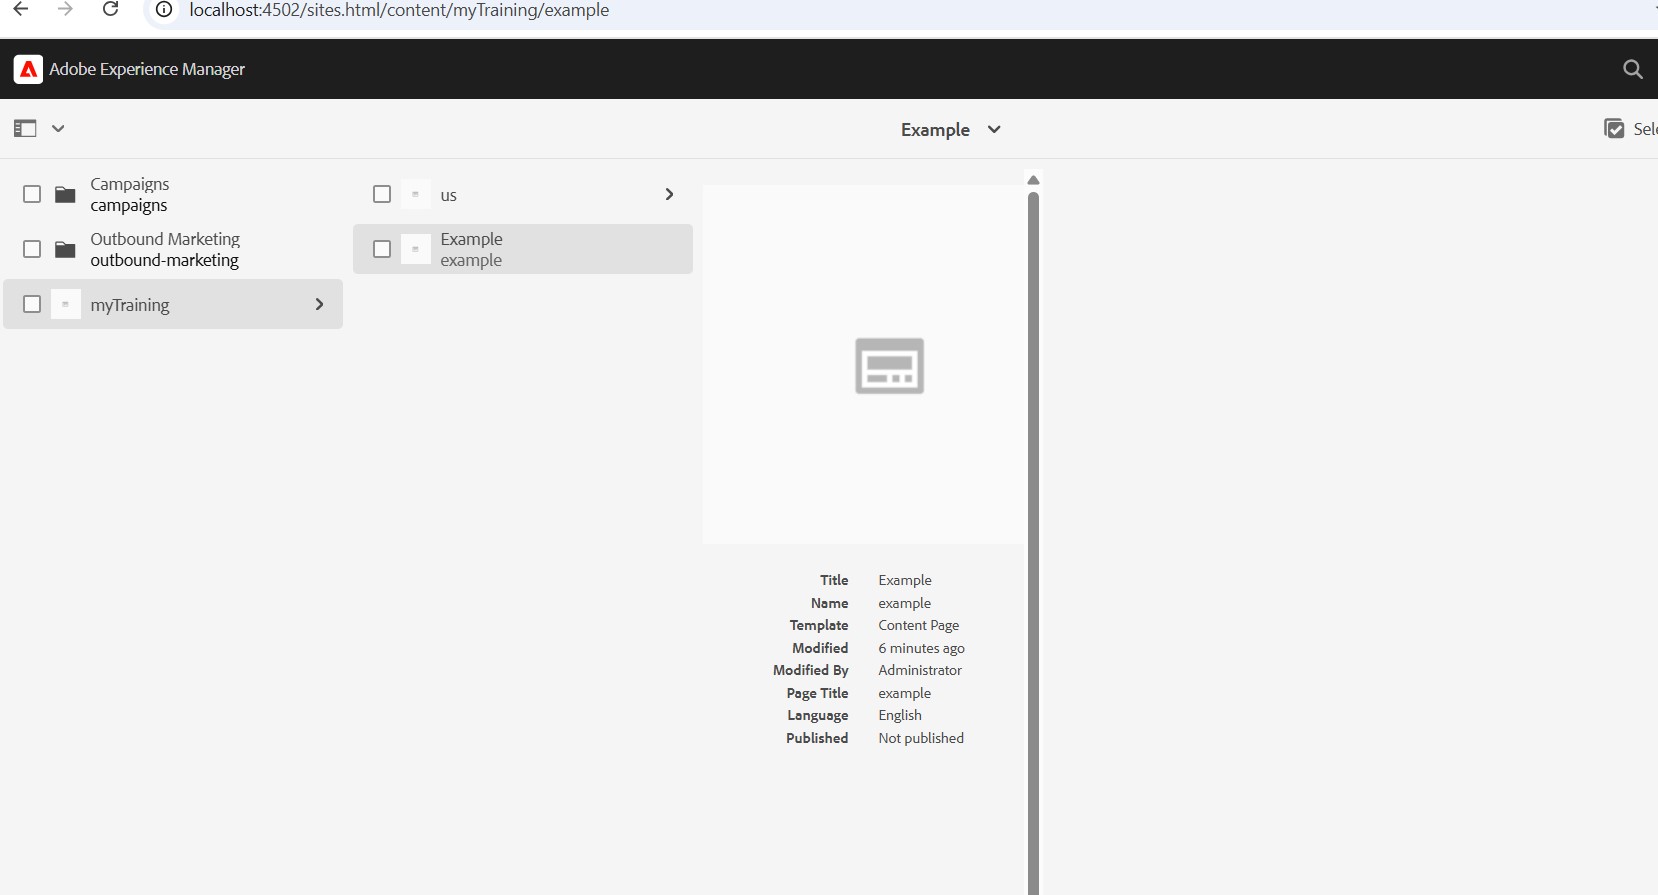 localhost:4502/sites.html/content/myTraining/example
Adobe Experience Manager
Example
Campaigns
campaigns
Outbound Marketing
outbound-marketing
myTraining
us
Example
example
Title Example
Name example
Template Content Page
Modified 6 minutes ago
Modified By Administrator
Page Title example
Language English
Published Not published